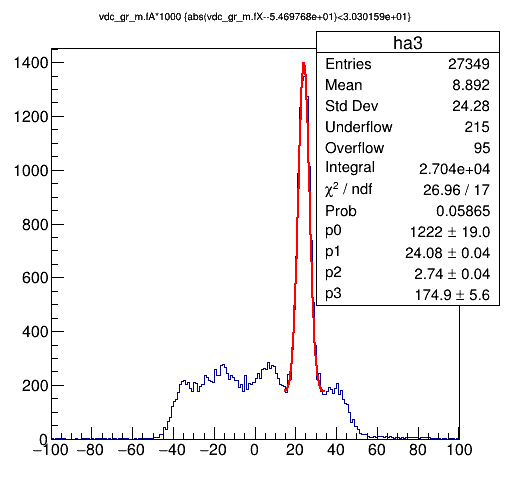 vdc_gr_m.fA*1000 {abs(vdc_gr_m.fX--5.469768e+01)<3.030159e+01}
ha3
Entries 27349
Mean 8.892
Std Dev 24.28
Underflow 215
Overflow 95
Integral 2.704e+04
χ² / ndf 26.96 / 17
Prob 0.05865
p0 1222 ± 19.0
p1 24.08 ± 0.04
p2 2.74 ± 0.04
p3 174.9 ± 5.6
1400
1200
1000
800
600
400
200
0
−100 −80 −60 −40 −20 0 20 40 60 80 100